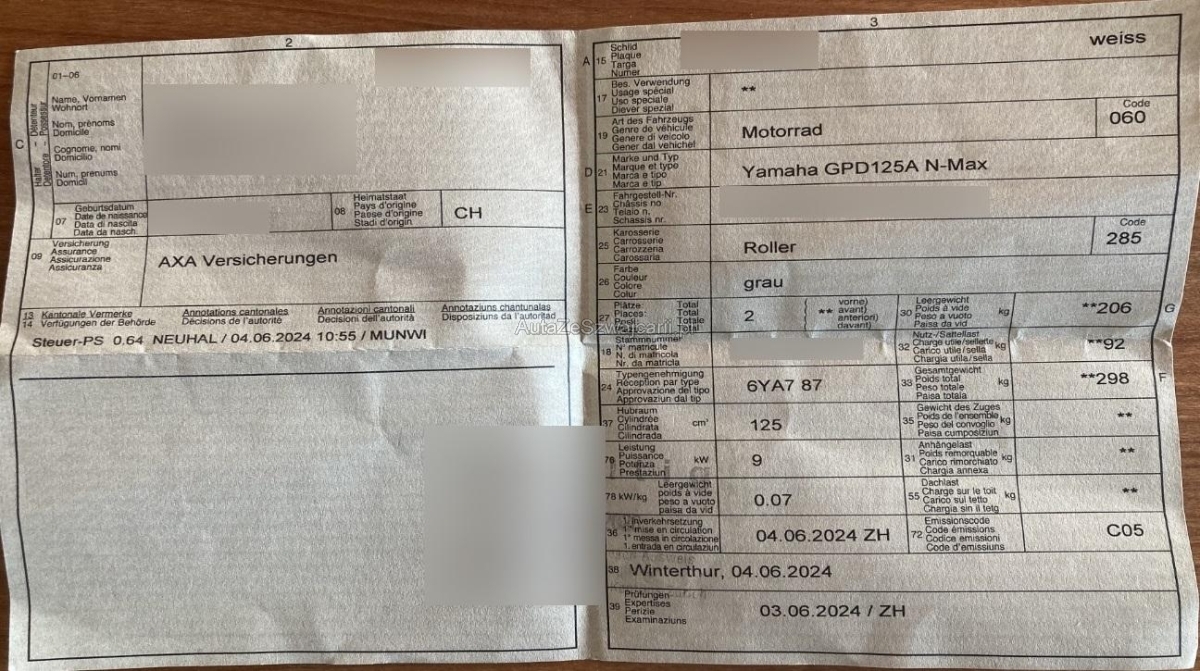 2
01–06
Halter
Détenteur
Detentore
Possessur
C
Name, Vornamen
Wohnort
Nom, prénoms
Domicile
Cognome, nomi
Domicilio
Num, prenums
Domicil
07
Geburtsdatum
Date de naissance
Data di nascita
Data da nasch.
08
Heimatstaat
Pays d'origine
Paese d'origine
Stadi d'origin
CH
09
Versicherung
Assurance
Assicurazione
Assicuranza
AXA Versicherungen
13 Kantonale Vermerke
14 Verfügungen der Behörde
Annotations cantonales
Décisions de l'autorité
Annotazioni cantonali
Decisioni dell'autorità
Annotaziuns chantunalas
Disposiziuns da l'autoritad
Steuer-PS 0.64 NEUHAL / 04.06.2024 10:55 / MUNWI
3
A 15
Schild
Plaque
Targa
Numer
weiss
17
Bes. Verwendung
Usage spécial
Uso speciale
Diever spezial
**
19
Art des Fahrzeugs
Genre de véhicule
Genere di veicolo
Gener dal vehichel
Motorrad
Code
060
D 21
Marke und Typ
Marque et type
Marca e tipo
Marca e tip
Yamaha GPD125A N-Max
E 23
Fahrgestell-Nr.
Châssis no
Telaio n.
Schassis nr.
25
Karosserie
Carrosserie
Carrozzeria
Carossaria
Roller
Code
285
26
Farbe
Couleur
Colore
Colur
grau
27
Plätze Total
Places Total
Posti Totale
Total
2
( ** vorne)
avant)
anteriori)
davant)
30
Leergewicht
Poids à vide
Peso a vuoto
Paisa da vid
kg
**206
G
AutaZeSzwajcarii.pl
18
Stammnummer
N° matricule
N. di matricola
Nr. da matricla
32
Nutz-/Sattellast
Charge utile/sellette
Carico utile/sella
Chargia utila/sella
kg
**92
24
Typengenehmigung
Réception par type
Approvazione del tipo
Approvaziun dal tip
6YA7 87
33
Gesamtgewicht
Poids total
Peso totale
Paisa totala
kg
**298
F
37
Hubraum
Cylindrée
Cilindrata
Cilindrada
cm³
125
35
Gewicht des Zuges
Poids de l'ensemble
Peso del convoglio
Paisa cumposiziun
kg
**
76
Leistung
Puissance
Potenza
Prestaziun
kW
9
31
Anhängelast
Poids remorquable
Carico rimorchiato
Chargia annexa
kg
**
78 kW/kg
Leergewicht
poids à vide
peso a vuoto
paisa da vid
0.07
55
Dachlast
Charge sur le toit
Carico sul tetto
Chargia sin il tetg
kg
**
36
1. Inverkehrsetzung
1re mise en circulation
1a messa in circolazione
1. entrada en circulaziun
04.06.2024 ZH
72
Emissionscode
Code émissions
Codice emissioni
Code d'emissiuns
C05
38
Winterthur, 04.06.2024
39
Prüfungen
Expertises
Perizie
Examinaziuns
03.06.2024 / ZH